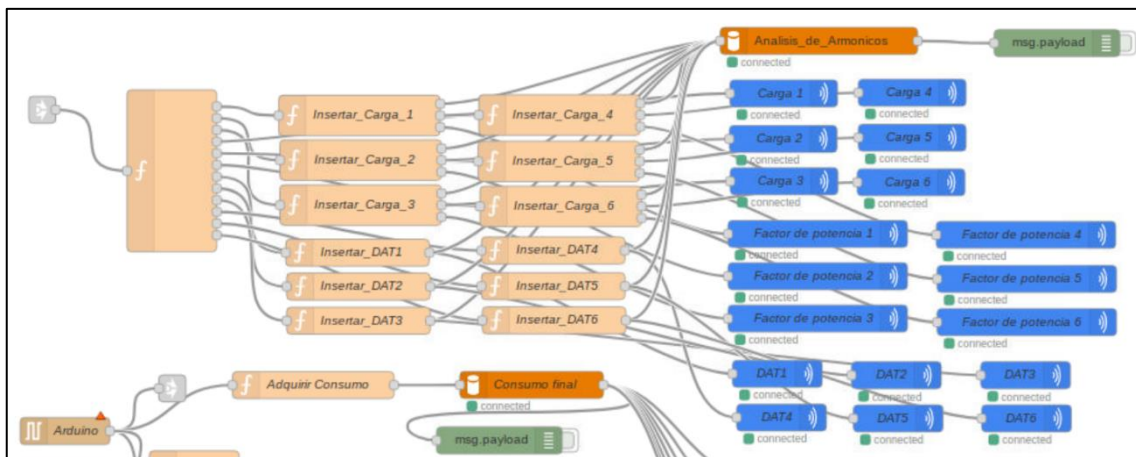 Analisis_de_Armonicos
msg.payload
connected
Insertar_Carga_1
Insertar_Carga_4
Carga 1
Carga 4
connected
connected
Insertar_Carga_2
Insertar_Carga_5
Carga 2
Carga 5
connected
connected
Insertar_Carga_3
Insertar_Carga_6
Carga 3
Carga 6
connected
connected
Insertar_DAT1
Insertar_DAT4
Factor de potencia 1
Factor de potencia 4
connected
connected
Insertar_DAT2
Insertar_DAT5
Factor de potencia 2
Factor de potencia 5
connected
connected
Insertar_DAT3
Insertar_DAT6
Factor de potencia 3
Factor de potencia 6
connected
connected
DAT1
DAT2
DAT3
connected
connected
connected
Adquirir Consumo
Consumo final
connected
DAT4
DAT5
DAT6
connected
connected
connected
Arduino
msg.payload